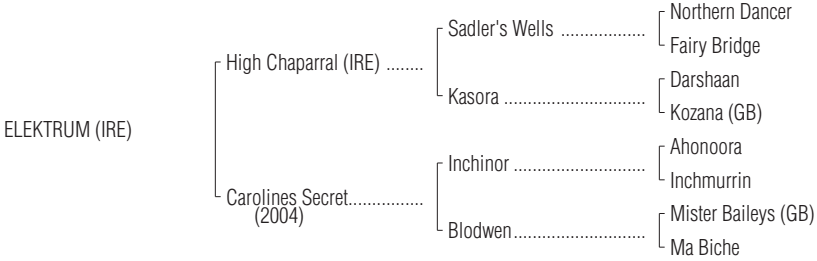 Northern Dancer
Sadler's Wells ...................
Fairy Bridge
High Chaparral (IRE) ........
Darshaan
Kasora ...............................
Kozana (GB)
ELEKTRUM (IRE)
Ahonoora
Inchinor .............................
Inchmurrin
Carolines Secret................
(2004)
Mister Baileys (GB)
Blodwen.............................
Ma Biche